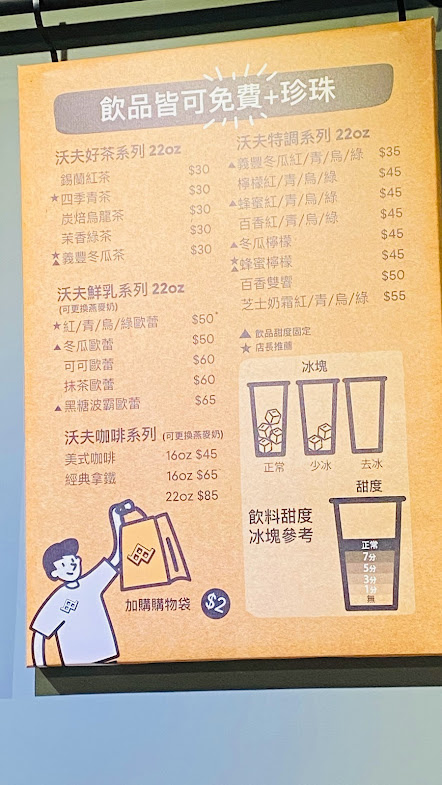 飲品皆可免費+珍珠
沃夫好茶系列 22oz
錫蘭紅茶 $30
★四季青茶 $30
炭焙烏龍茶 $30
茉香綠茶 $30
★▲義豐冬瓜茶 $30
沃夫鮮乳系列 22oz
(可更換燕麥奶)
★紅/青/烏/綠歐蕾 $50*
▲冬瓜歐蕾 $50
可可歐蕾 $60
抹茶歐蕾 $60
▲黑糖波霸歐蕾 $65
沃夫咖啡系列 (可更換燕麥奶)
美式咖啡 16oz $45
經典拿鐵 16oz $65
22oz $85
加購購物袋 $2
沃夫特調系列 22oz
▲義豐冬瓜紅/青/烏/綠 $35
檸檬紅/青/烏/綠 $45
▲蜂蜜紅/青/烏/綠 $45
百香紅/青/烏/綠 $45
▲冬瓜檸檬 $45
★▲蜂蜜檸檬 $45
百香雙響 $50
芝士奶霜紅/青/烏/綠 $55
▲ 飲品甜度固定
★ 店長推薦
冰塊
正常 少冰 去冰
甜度
飲料甜度
冰塊參考
正常
7分
5分
3分
1分
無